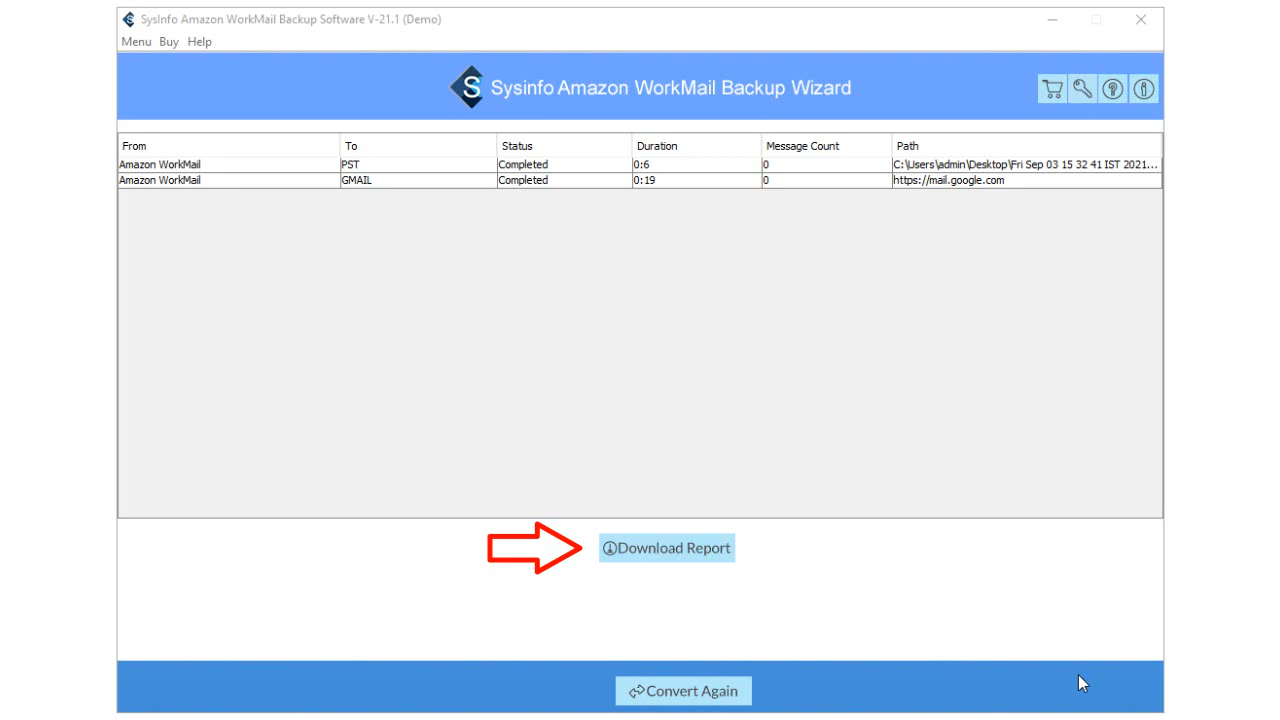 SysInfo Amazon WorkMail Backup Software V-21.1 (Demo)
Menu Buy Help
S Sysinfo Amazon WorkMail Backup Wizard
From To Status Duration Message Count Path
Amazon WorkMail PST Completed 0:6 0 C:\Users\admin\Desktop\Fri Sep 03 15 32 41 IST 2021...
Amazon WorkMail GMAIL Completed 0:19 0 https://mail.google.com
Download Report
Convert Again